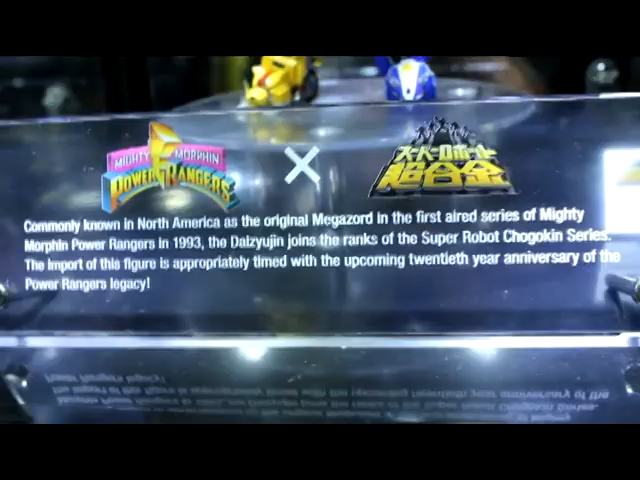 MIGHTY MORPHIN
POWER RANGERS
×
スーパーロボット
超合金
Commonly known in North America as the original Megazord in the first aired series of Mighty
Morphin Power Rangers in 1993, the Daizyujin joins the ranks of the Super Robot Chogokin Series.
The import of this figure is appropriately timed with the upcoming twentieth year anniversary of the
Power Rangers legacy!